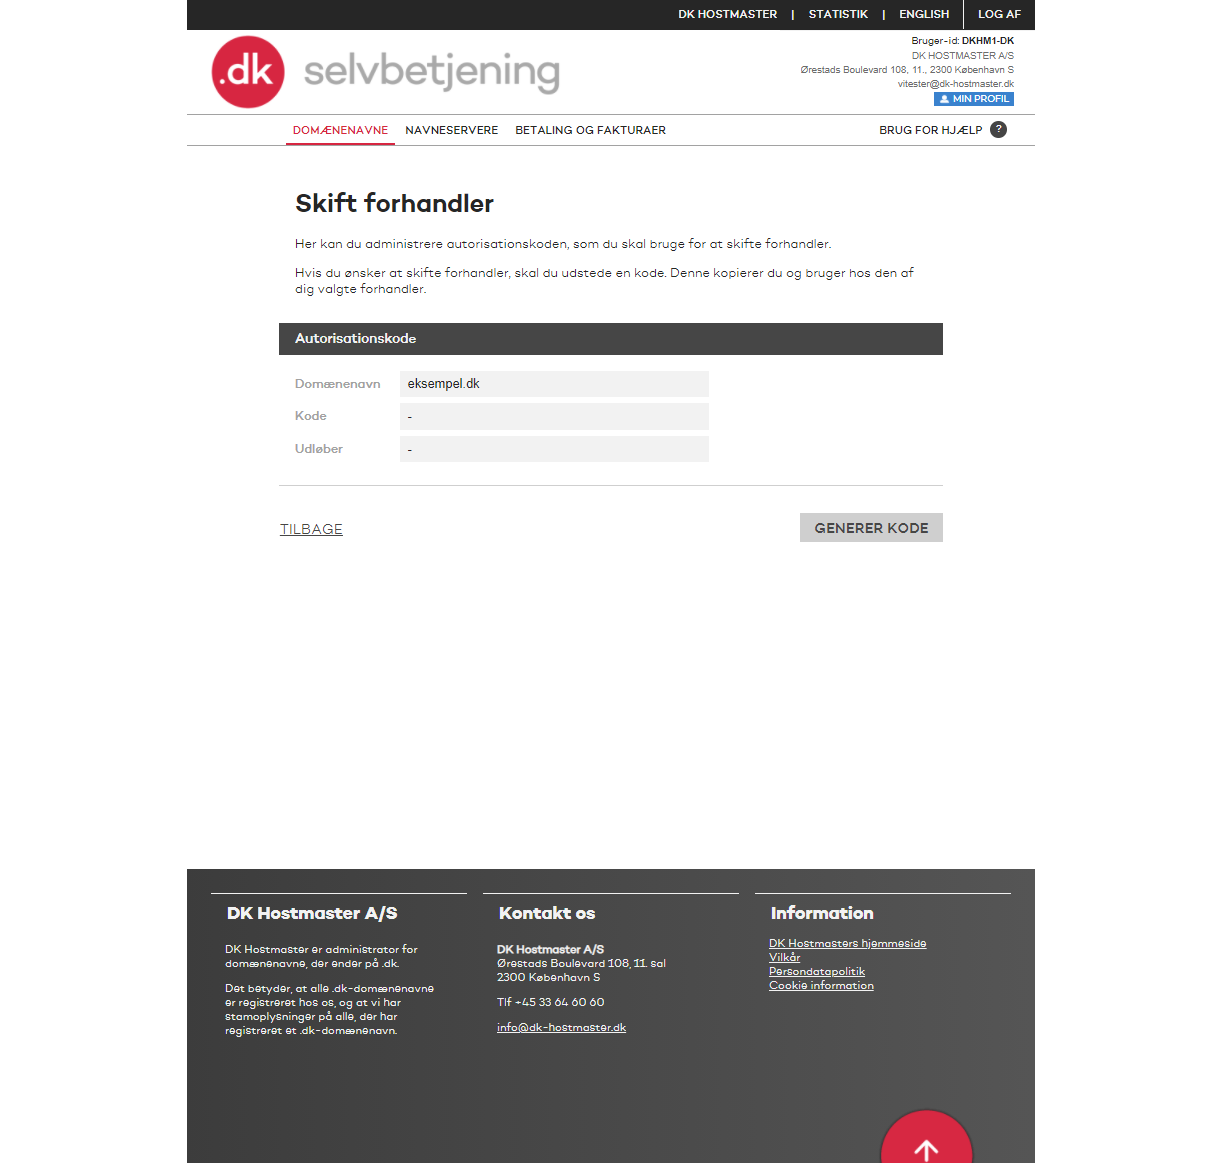 DK HOSTMASTER | STATISTIK | ENGLISH LOG AF
.dk selvbetjening
Bruger-id: DKHM1-DK
DK HOSTMASTER A/S
Ørestads Boulevard 108, 11., 2300 København S
vitester@dk-hostmaster.dk
MIN PROFIL
DOMÆNENAVNE NAVNESERVERE BETALING OG FAKTURAER BRUG FOR HJÆLP ?
Skift forhandler
Her kan du administrere autorisationskoden, som du skal bruge for at skifte forhandler.
Hvis du ønsker at skifte forhandler, skal du udstede en kode. Denne kopierer du og bruger hos den af
dig valgte forhandler.
Autorisationskode
Domænenavn eksempel.dk
Kode -
Udløber -
TILBAGE GENERER KODE
DK Hostmaster A/S
DK Hostmaster er administrator for
domænenavne, der ender på .dk.
Det betyder, at alle .dk-domænenavne
er registreret hos os, og at vi har
stamoplysninger på alle, der har
registreret et .dk-domænenavn.
Kontakt os
DK Hostmaster A/S
Ørestads Boulevard 108, 11. sal
2300 København S
Tlf +45 33 64 60 60
info@dk-hostmaster.dk
Information
DK Hostmasters hjemmeside
Vilkår
Persondatapolitik
Cookie information